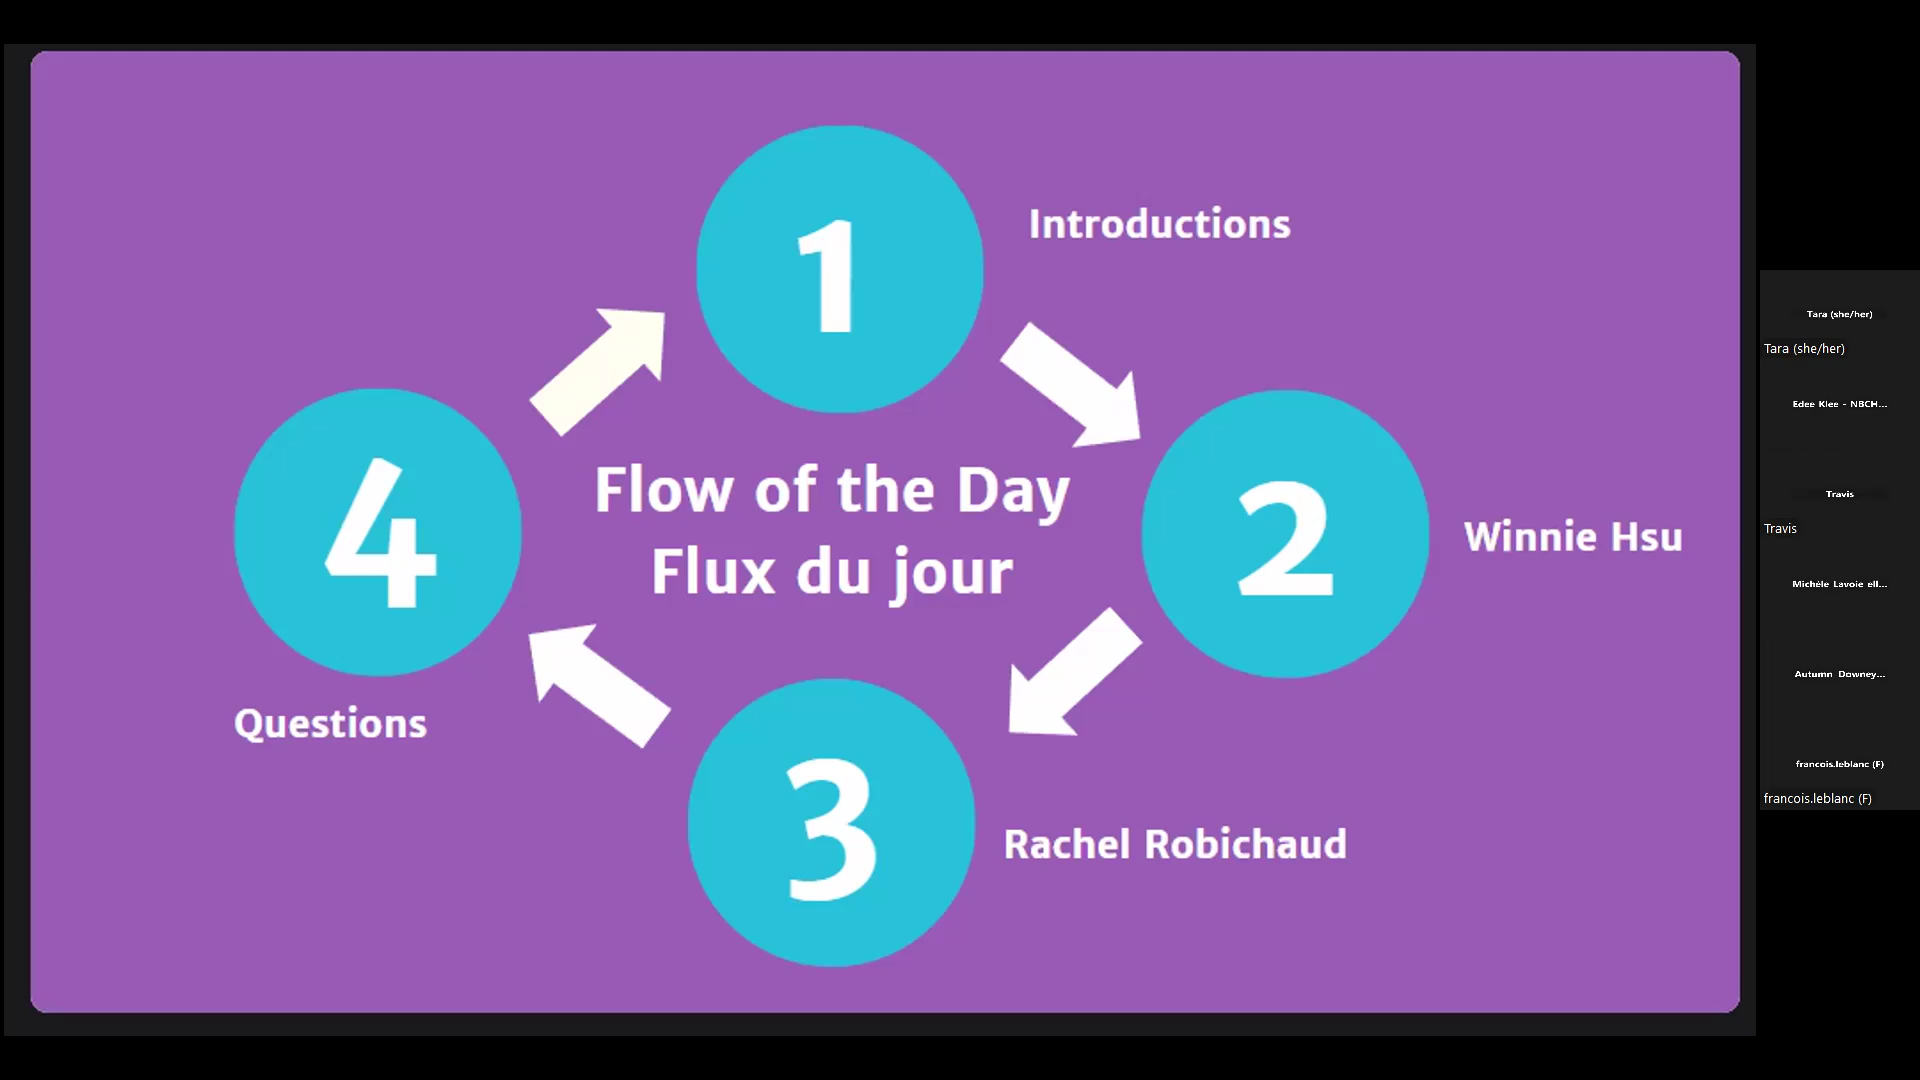 1
Introductions
Flow of the Day
Flux du jour
2
Winnie Hsu
3
Rachel Robichaud
4
Questions
Tara (she/her)
Tara (she/her)
Edee Klee - NBCH...
Travis
Travis
Michèle Lavoie ell...
Autumn Downey...
francois.leblanc (F)
francois.leblanc (F)